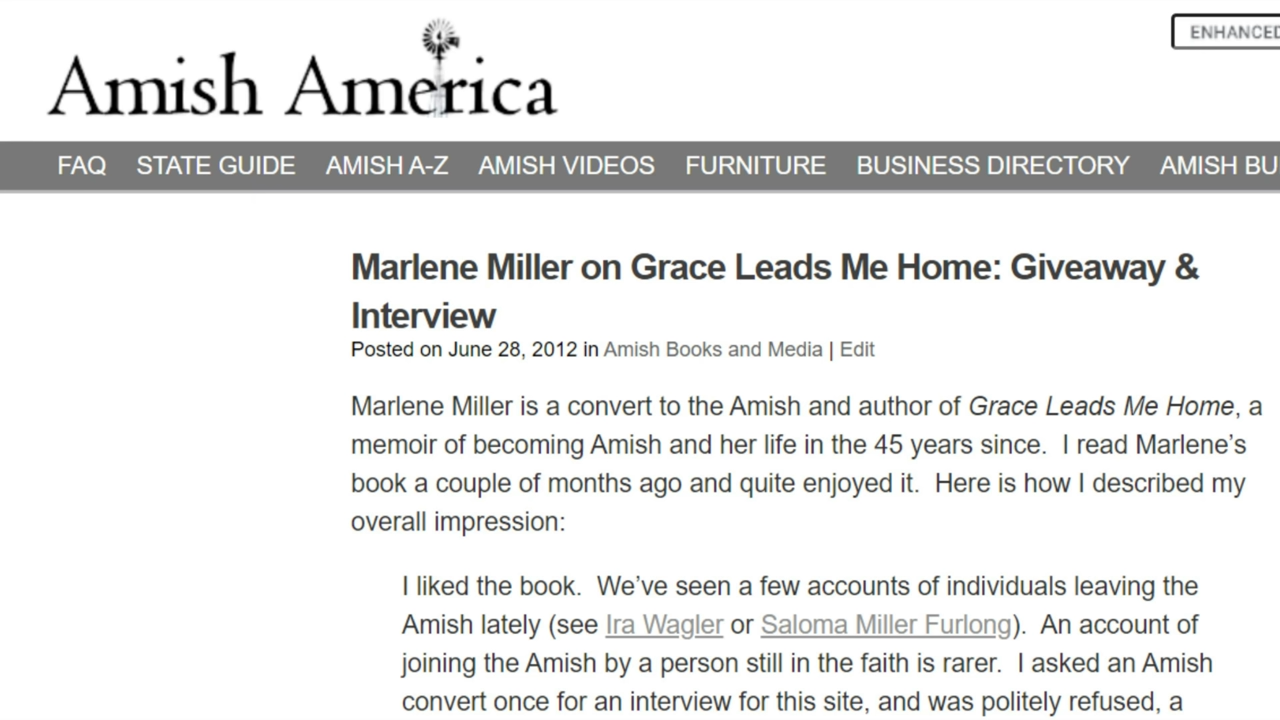 Amish America
ENHANCED
FAQ STATE GUIDE AMISH A-Z AMISH VIDEOS FURNITURE BUSINESS DIRECTORY AMISH BU
Marlene Miller on Grace Leads Me Home: Giveaway &
Interview
Posted on June 28, 2012 in Amish Books and Media | Edit
Marlene Miller is a convert to the Amish and author of Grace Leads Me Home, a
memoir of becoming Amish and her life in the 45 years since.  I read Marlene’s
book a couple of months ago and quite enjoyed it.  Here is how I described my
overall impression:
I liked the book.  We’ve seen a few accounts of individuals leaving the
Amish lately (see Ira Wagler or Saloma Miller Furlong).  An account of
joining the Amish by a person still in the faith is rarer.  I asked an Amish
convert once for an interview for this site, and was politely refused, a